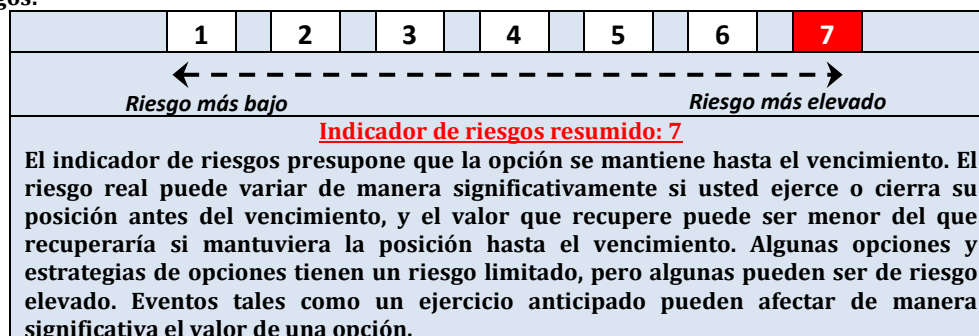 gos:
1 2 3 4 5 6 7
Riesgo más bajo Riesgo más elevado
Indicador de riesgos resumido: 7
El indicador de riesgos presupone que la opción se mantiene hasta el vencimiento. El
riesgo real puede variar de manera significativamente si usted ejerce o cierra su
posición antes del vencimiento, y el valor que recupere puede ser menor del que
recuperaría si mantuviera la posición hasta el vencimiento. Algunas opciones y
estrategias de opciones tienen un riesgo limitado, pero algunas pueden ser de riesgo
elevado. Eventos tales como un ejercicio anticipado pueden afectar de manera
significativa el valor de una opción.